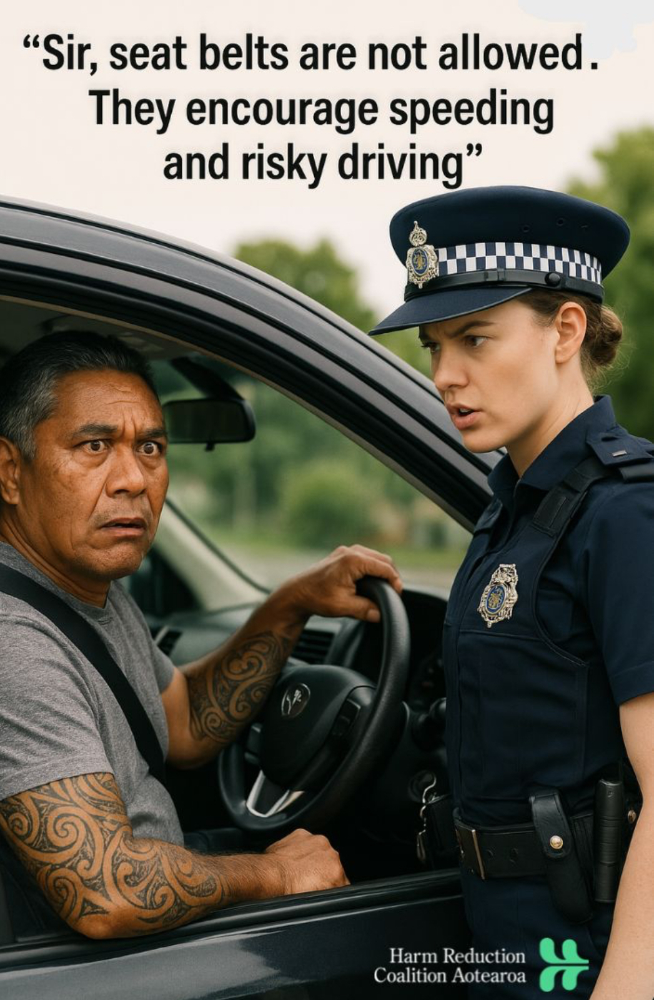 “Sir, seat belts are not allowed.
They encourage speeding
and risky driving”
Harm Reduction
Coalition Aotearoa